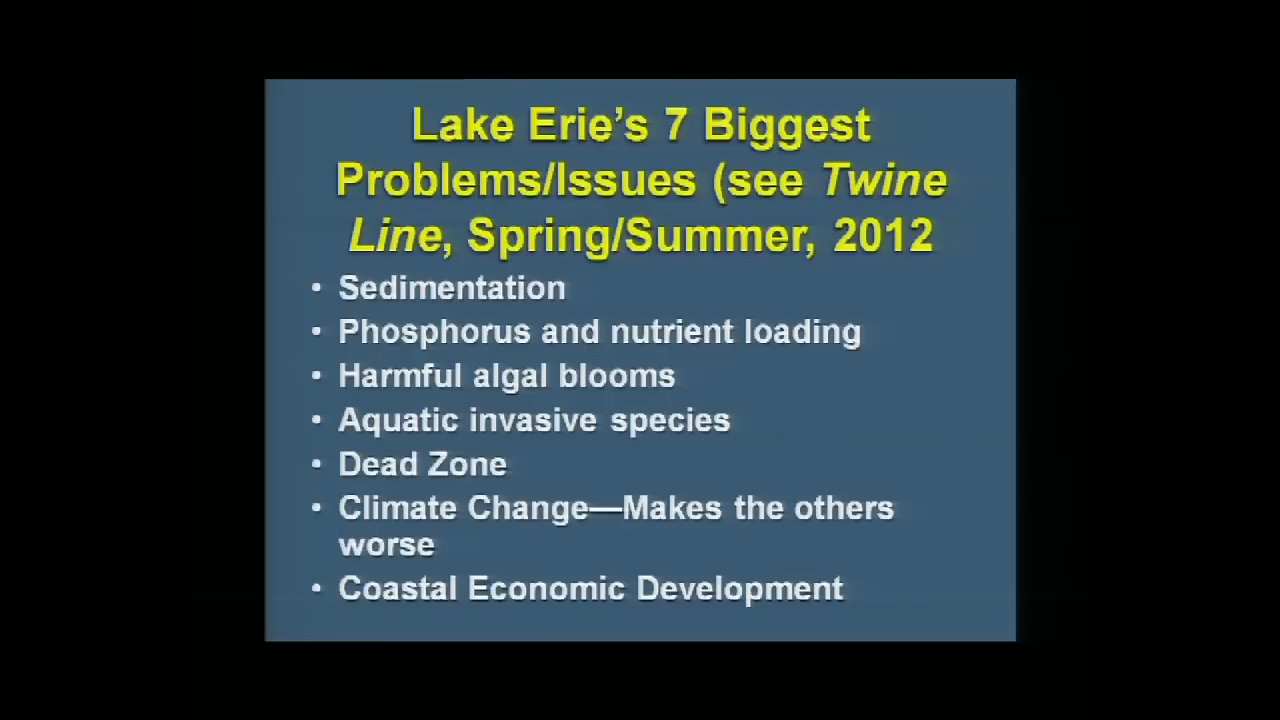 Lake Erie’s 7 Biggest
Problems/Issues (see Twine
Line, Spring/Summer, 2012
• Sedimentation
• Phosphorus and nutrient loading
• Harmful algal blooms
• Aquatic invasive species
• Dead Zone
• Climate Change—Makes the others
worse
• Coastal Economic Development